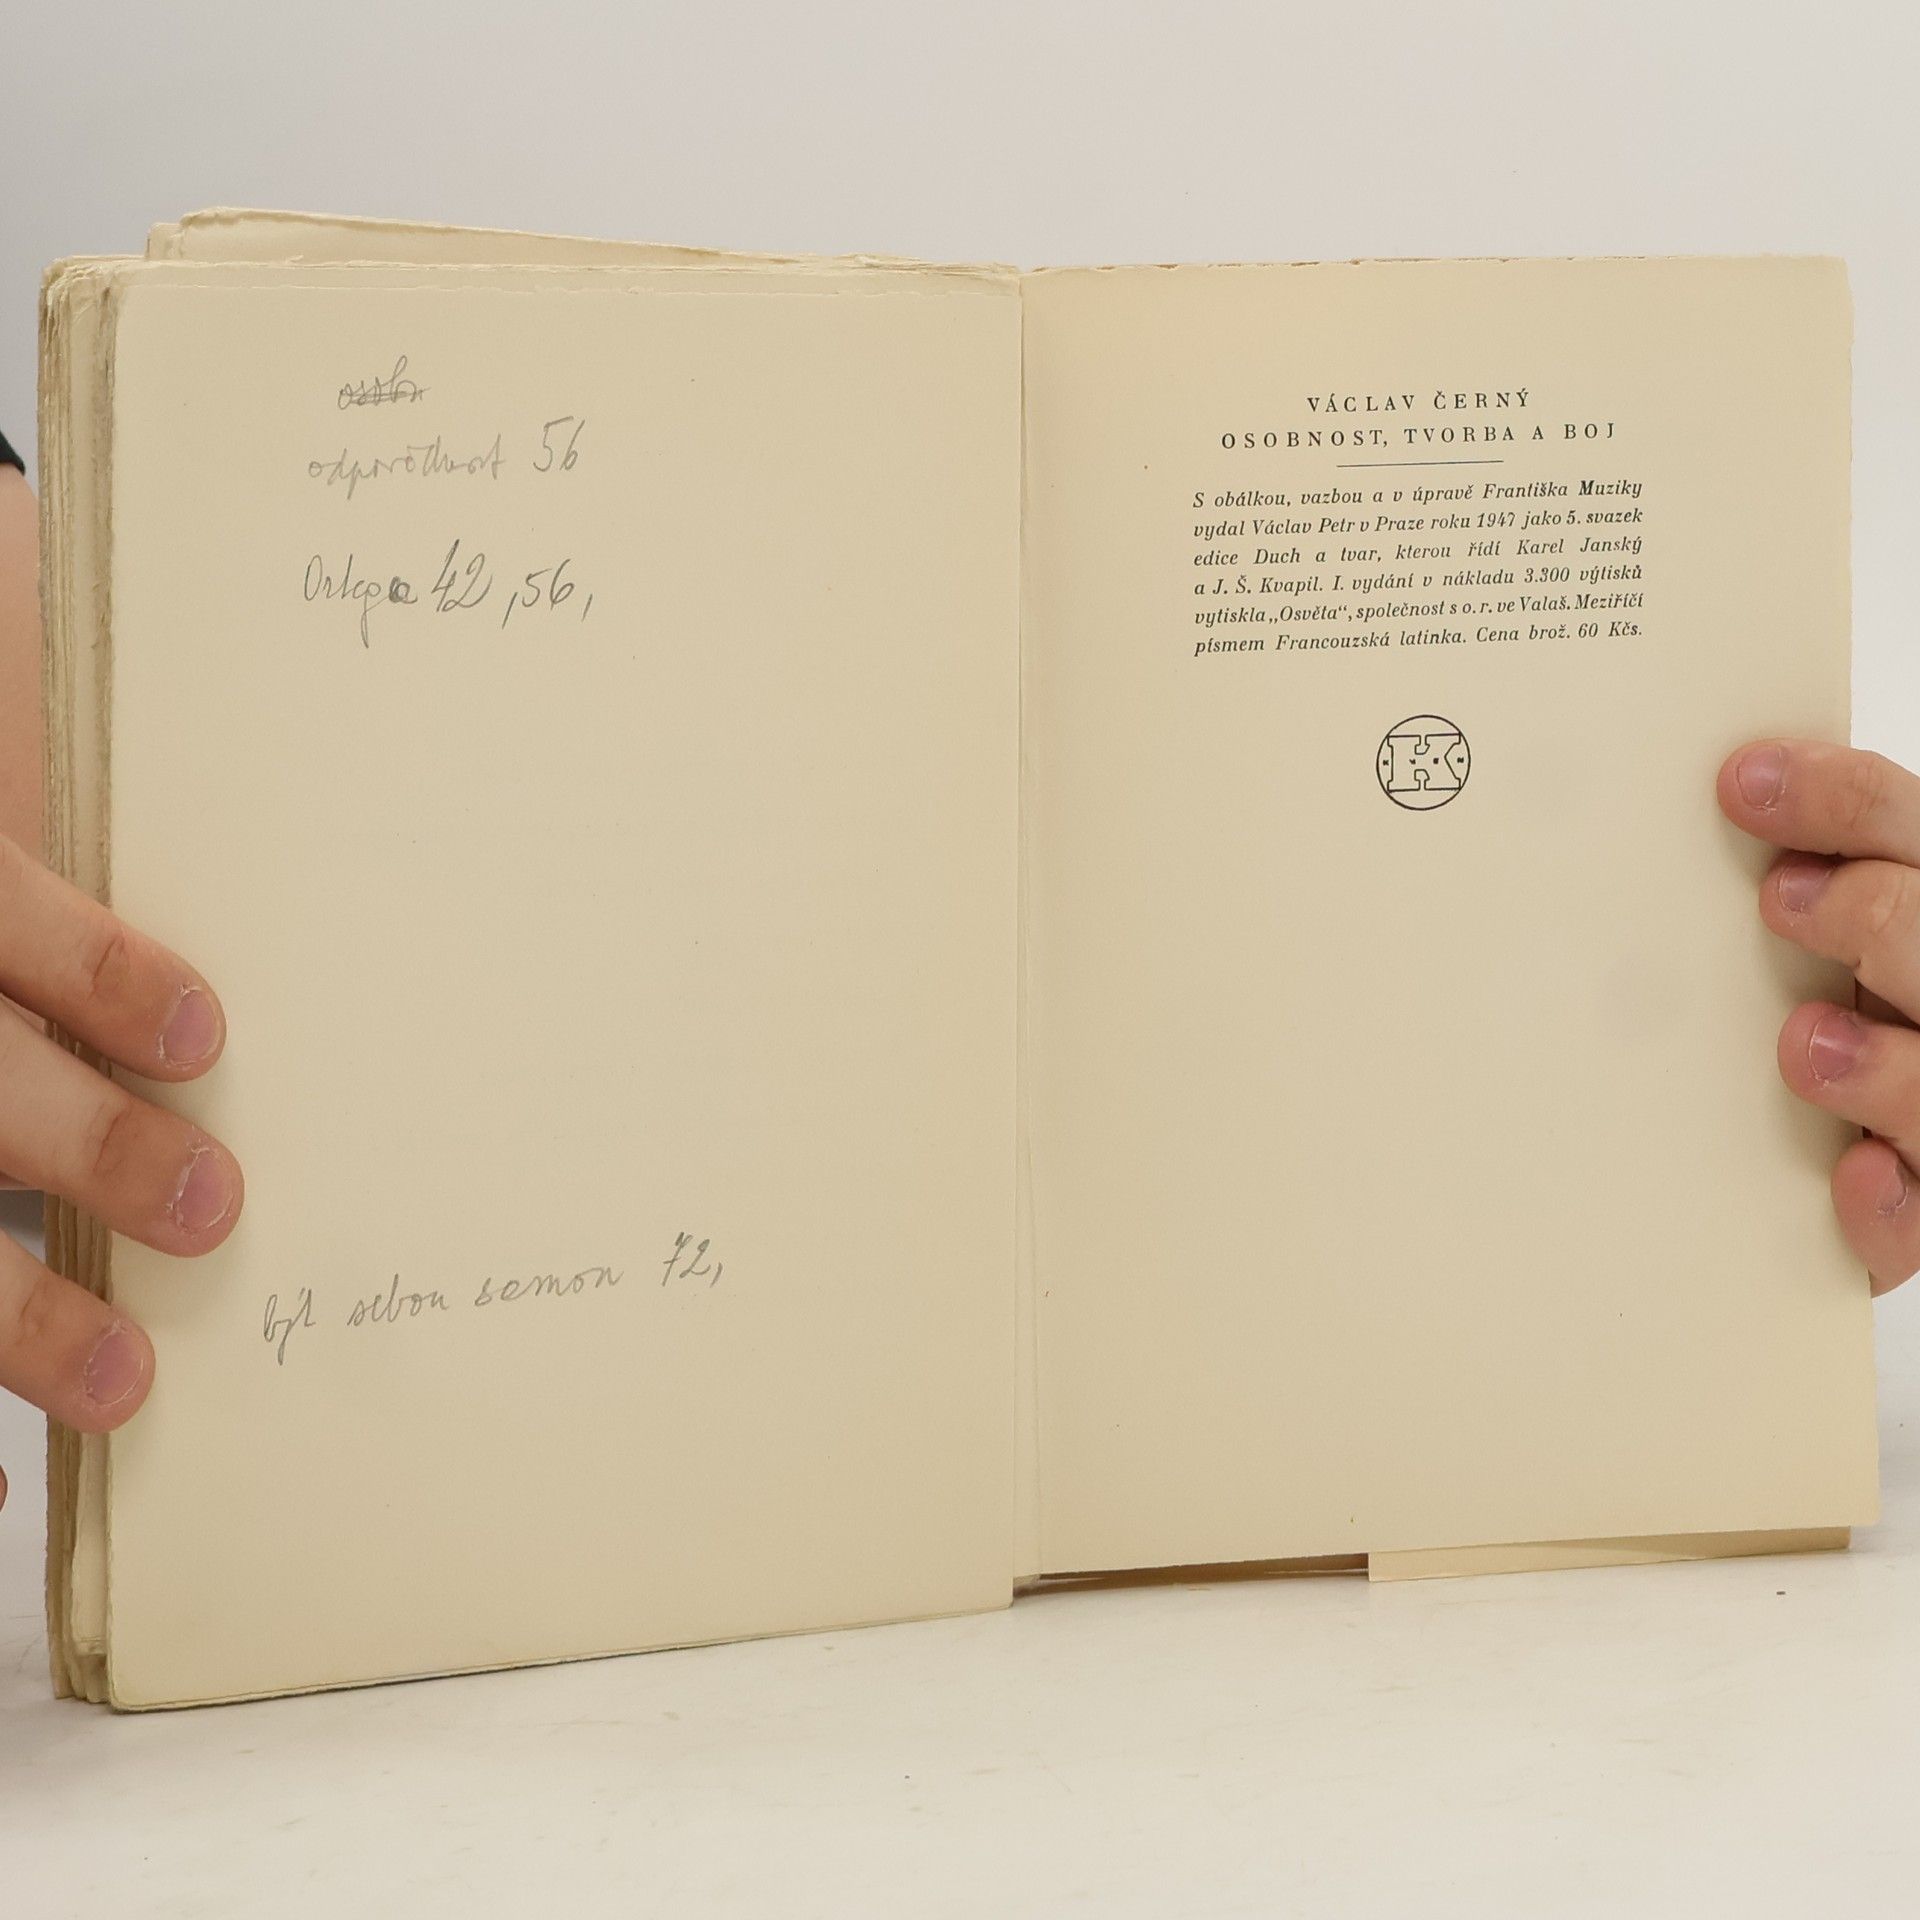 56
Ortega 42, 56,
být sebou samou 72,
VÁCLAV ČERNÝ
OSOBNOST, TVORBA A BOJ
S obálkou, vazbou a v úpravě Františka Muziky
vydal Václav Petr v Praze roku 1947 jako 5. svazek
edice Duch a tvar, kterou řídí Karel Janský
a J. Š. Kvapil. I. vydání v nákladu 3.300 výtisků
vytiskla „Osvěta“, společnost s o. r. ve Valaš. Meziříčí
písmem Francouzská latinka. Cena brož. 60 Kčs.
K